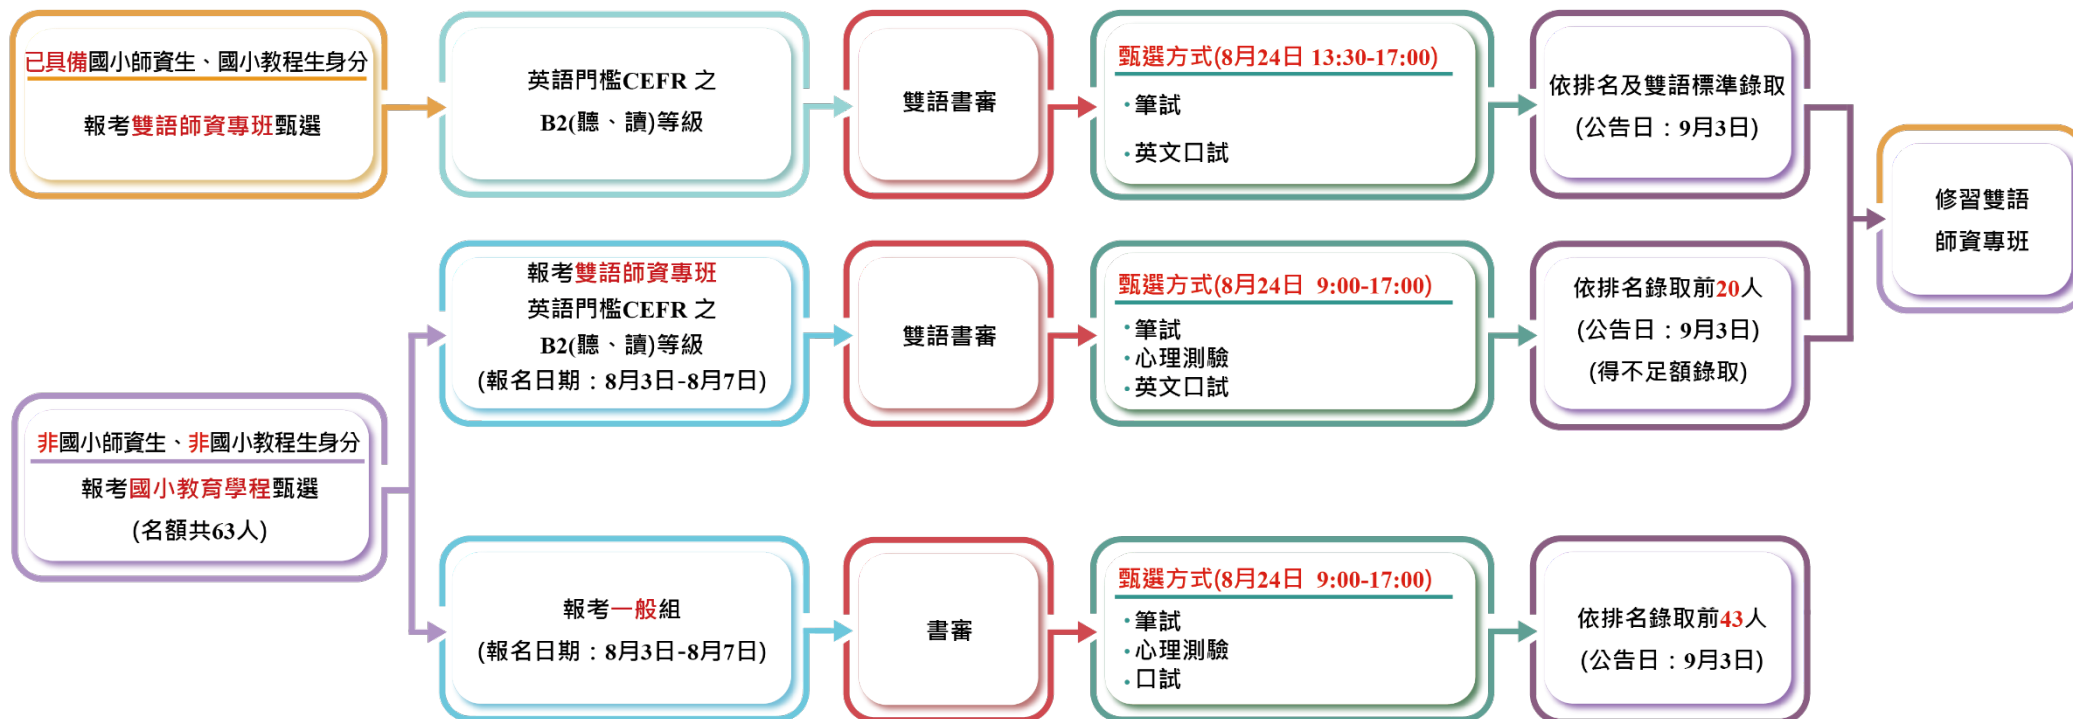 已具備國小師資生、國小教程生身分
報考雙語師資專班甄選
英語門檻CEFR 之
B2(聽、讀)等級
雙語書審
甄選方式(8月24日 13:30-17:00)
·筆試
·英文口試
依排名及雙語標準錄取
(公告日：9月3日)
修習雙語
師資專班
非國小師資生、非國小教程生身分
報考國小教育學程甄選
(名額共63人)
報考雙語師資專班
英語門檻CEFR 之
B2(聽、讀)等級
(報名日期：8月3日-8月7日)
雙語書審
甄選方式(8月24日 9:00-17:00)
·筆試
·心理測驗
·英文口試
依排名錄取前20人
(公告日：9月3日)
(得不足額錄取)
報考一般組
(報名日期：8月3日-8月7日)
書審
甄選方式(8月24日 9:00-17:00)
·筆試
·心理測驗
·口試
依排名錄取前43人
(公告日：9月3日)